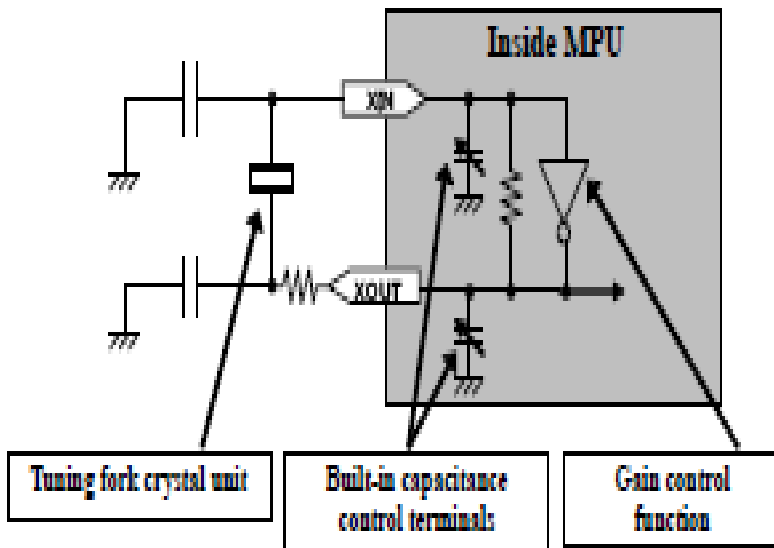 Inside MPU
XIN
XOUT
Tuning fork crystal unit
Built-in capacitance
control terminals
Gain control
function